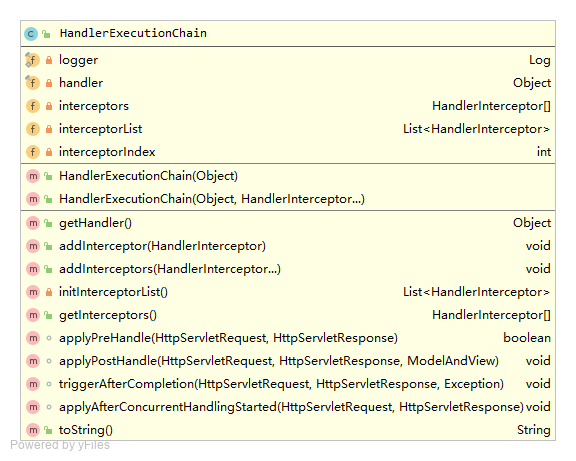 HandlerExecutionChain
logger Log
handler Object
interceptors HandlerInterceptor[]
interceptorList List<HandlerInterceptor>
interceptorIndex int
HandlerExecutionChain(Object)
HandlerExecutionChain(Object, HandlerInterceptor...)
getHandler() Object
addInterceptor(HandlerInterceptor) void
addInterceptors(HandlerInterceptor...) void
initInterceptorList() List<HandlerInterceptor>
getInterceptors() HandlerInterceptor[]
applyPreHandle(HttpServletRequest, HttpServletResponse) boolean
applyPostHandle(HttpServletRequest, HttpServletResponse, ModelAndView) void
triggerAfterCompletion(HttpServletRequest, HttpServletResponse, Exception) void
applyAfterConcurrentHandlingStarted(HttpServletRequest, HttpServletResponse) void
toString() String
Powered by yFiles